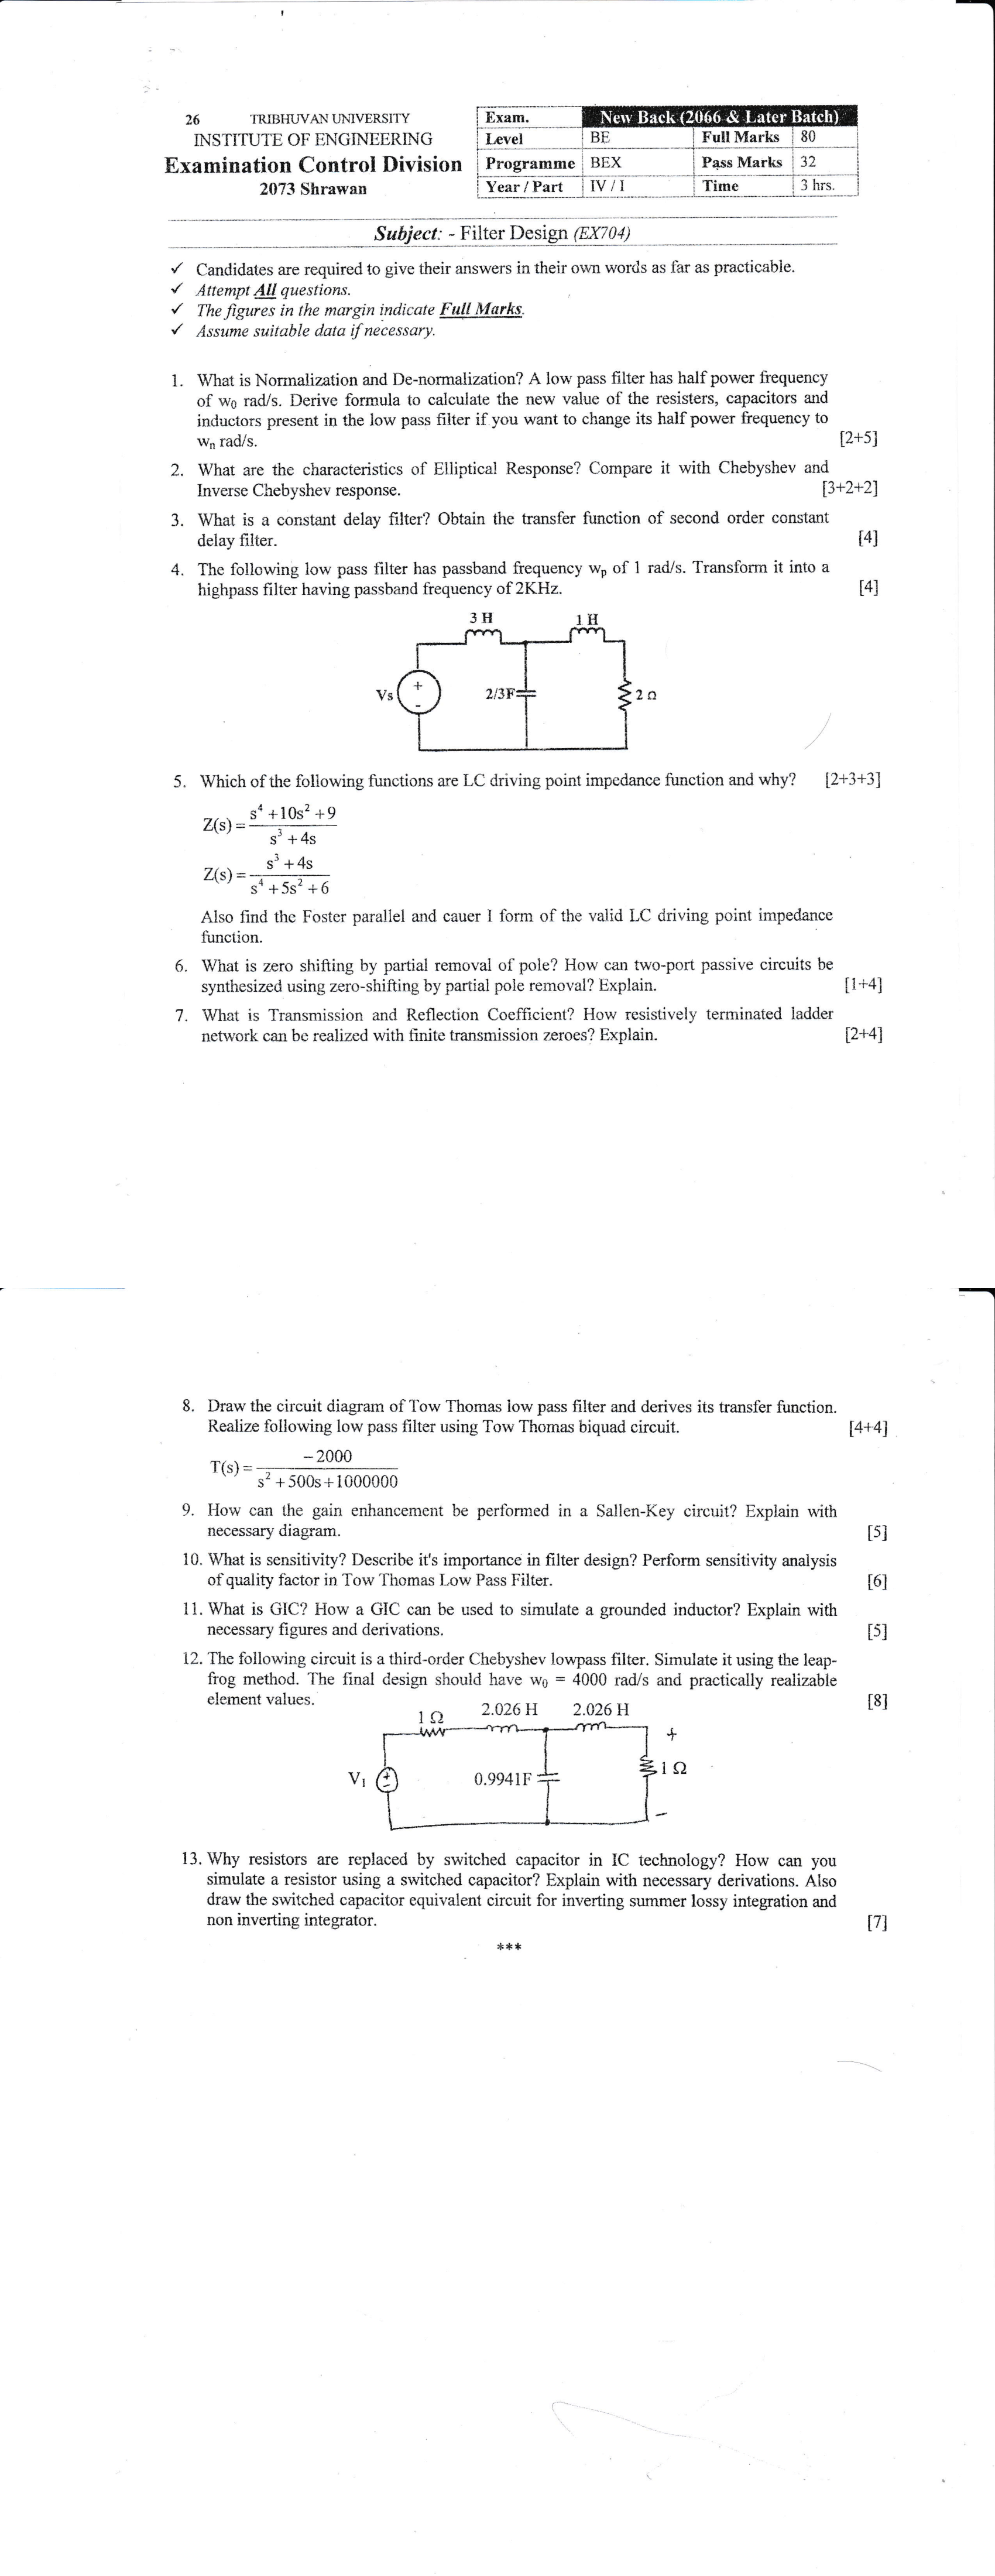 26 TRIBHUVAN UNIVERSITY
INSTITUTE OF ENGINEERING
Examination Control Division
2073 Shrawan
Exam. New Back (2066 & Later Batch)
Level BE Full Marks 80
Programme BEX Pass Marks 32
Year / Part IV / I Time 3 hrs.
Subject: - Filter Design (EX704)
✓ Candidates are required to give their answers in their own words as far as practicable.
✓ Attempt All questions.
✓ The figures in the margin indicate Full Marks.
✓ Assume suitable data if necessary.
1. What is Normalization and De-normalization? A low pass filter has half power frequency
of w₀ rad/s. Derive formula to calculate the new value of the resisters, capacitors and
inductors present in the low pass filter if you want to change its half power frequency to
wₙ rad/s. [2+5]
2. What are the characteristics of Elliptical Response? Compare it with Chebyshev and
Inverse Chebyshev response. [3+2+2]
3. What is a constant delay filter? Obtain the transfer function of second order constant
delay filter. [4]
4. The following low pass filter has passband frequency wₚ of 1 rad/s. Transform it into a
highpass filter having passband frequency of 2KHz. [4]
3 H 1 H
Vs + - 2/3F 2 Ω
5. Which of the following functions are LC driving point impedance function and why? [2+3+3]
Z(s) = (s⁴ +10s² +9)/(s³ + 4s)
Z(s) = (s³ + 4s)/(s⁴ + 5s² + 6)
Also find the Foster parallel and cauer I form of the valid LC driving point impedance
function.
6. What is zero shifting by partial removal of pole? How can two-port passive circuits be
synthesized using zero-shifting by partial pole removal? Explain. [1+4]
7. What is Transmission and Reflection Coefficient? How resistively terminated ladder
network can be realized with finite transmission zeroes? Explain. [2+4]
8. Draw the circuit diagram of Tow Thomas low pass filter and derives its transfer function.
Realize following low pass filter using Tow Thomas biquad circuit. [4+4]
T(s) = (−2000)/(s² + 500s + 1000000)
9. How can the gain enhancement be performed in a Sallen-Key circuit? Explain with
necessary diagram. [5]
10. What is sensitivity? Describe it's importance in filter design? Perform sensitivity analysis
of quality factor in Tow Thomas Low Pass Filter. [6]
11. What is GIC? How a GIC can be used to simulate a grounded inductor? Explain with
necessary figures and derivations. [5]
12. The following circuit is a third-order Chebyshev lowpass filter. Simulate it using the leap-
frog method. The final design should have w₀ = 4000 rad/s and practically realizable
element values. [8]
1 Ω 2.026 H 2.026 H
V₁ + - 0.9941F + 1 Ω -
13. Why resistors are replaced by switched capacitor in IC technology? How can you
simulate a resistor using a switched capacitor? Explain with necessary derivations. Also
draw the switched capacitor equivalent circuit for inverting summer lossy integration and
non inverting integrator. [7]
***